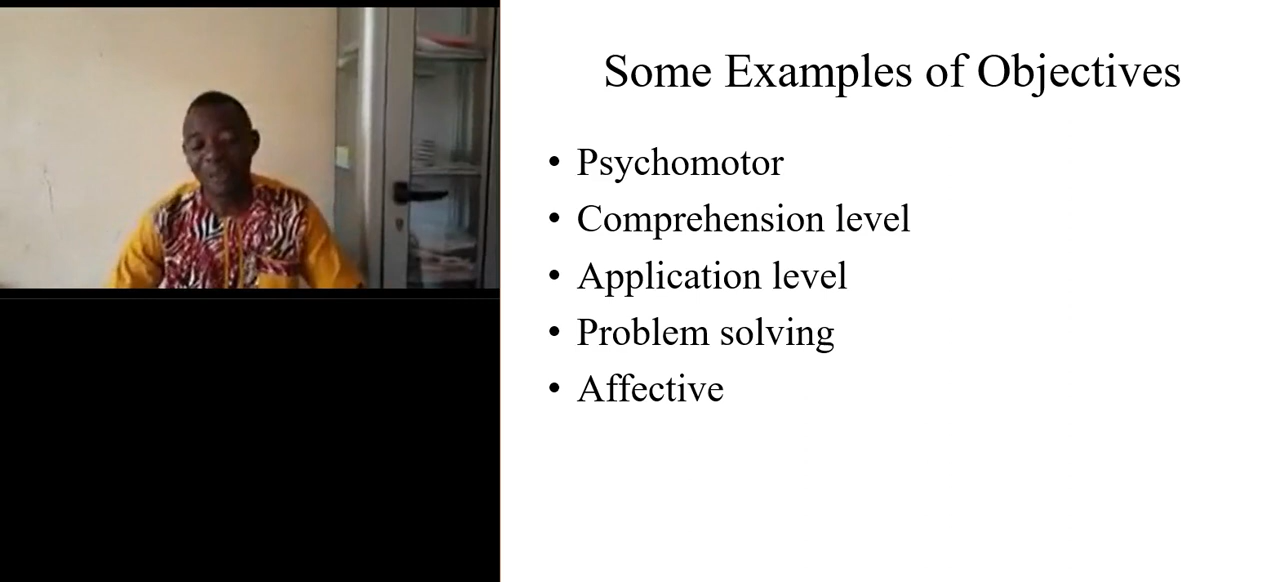 Some Examples of Objectives
• Psychomotor
• Comprehension level
• Application level
• Problem solving
• Affective